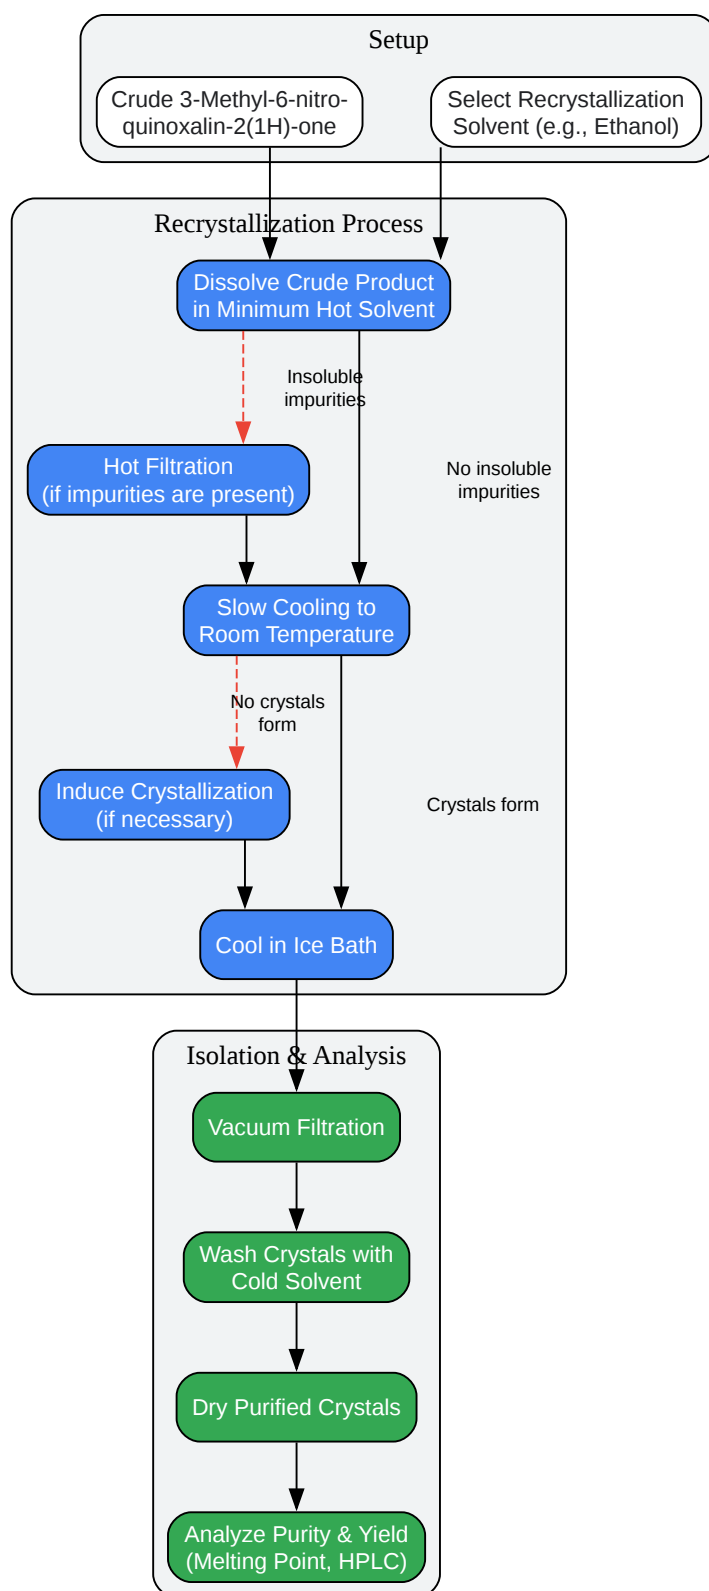 Setup
Crude 3-Methyl-6-nitro-
quinoxalin-2(1H)-one
Select Recrystallization
Solvent (e.g., Ethanol)
Recrystallization Process
Dissolve Crude Product
in Minimum Hot Solvent
Insoluble
impurities
Hot Filtration
(if impurities are present)
No insoluble
impurities
Slow Cooling to
Room Temperature
No crystals
form
Induce Crystallization
(if necessary)
Crystals form
Cool in Ice Bath
Isolation & Analysis
Vacuum Filtration
Wash Crystals with
Cold Solvent
Dry Purified Crystals
Analyze Purity & Yield
(Melting Point, HPLC)